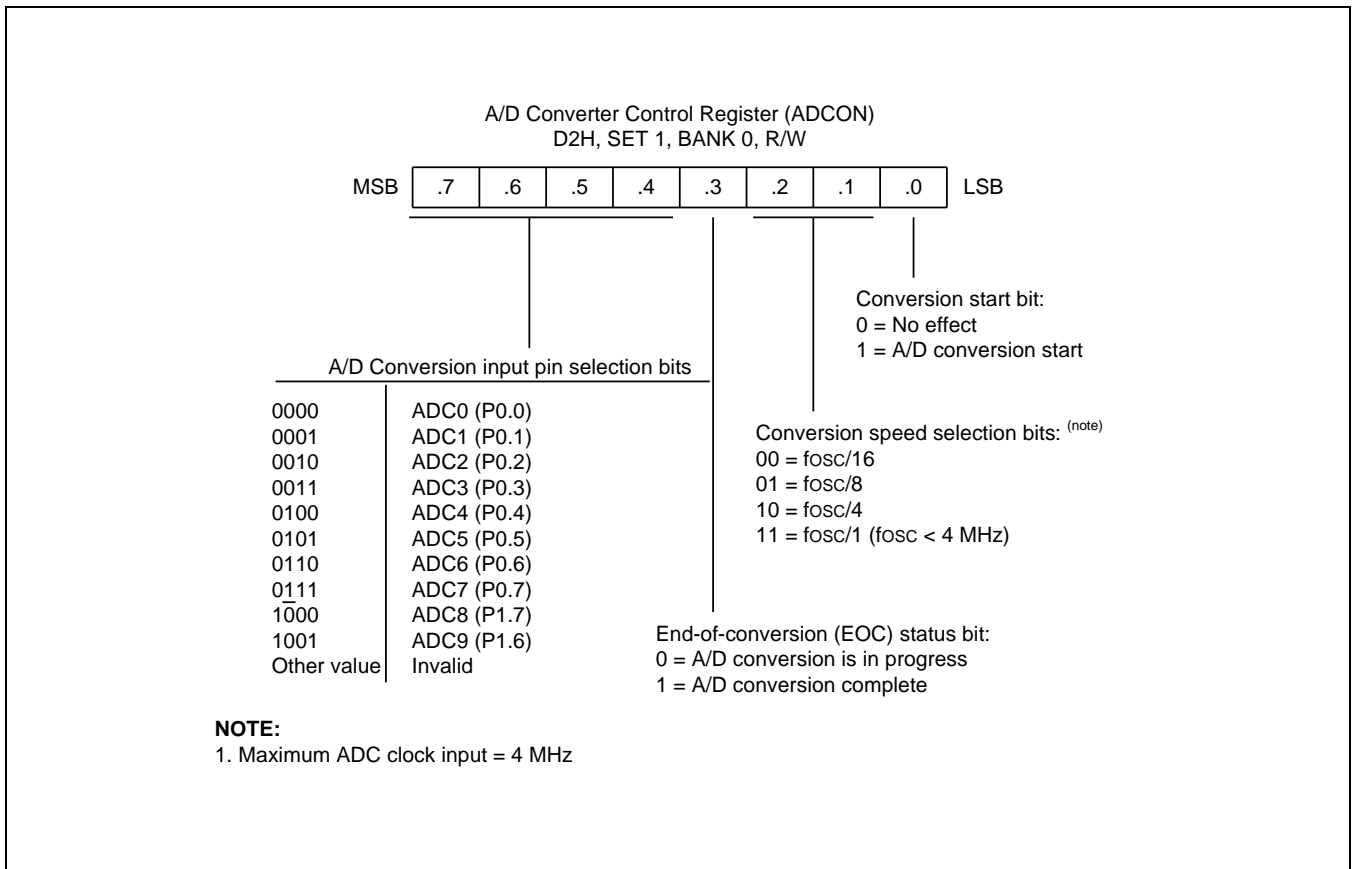 A/D Converter Control Register (ADCON)
D2H, SET 1, BANK 0, R/W
MSB .7 .6 .5 .4 .3 .2 .1 .0 LSB
Conversion start bit:
0 = No effect
1 = A/D conversion start
A/D Conversion input pin selection bits
0000 ADC0 (P0.0)
0001 ADC1 (P0.1)
0010 ADC2 (P0.2)
0011 ADC3 (P0.3)
0100 ADC4 (P0.4)
0101 ADC5 (P0.5)
0110 ADC6 (P0.6)
0111 ADC7 (P0.7)
1000 ADC8 (P1.7)
1001 ADC9 (P1.6)
Other value Invalid
Conversion speed selection bits: (note)
00 = fOSC/16
01 = fOSC/8
10 = fOSC/4
11 = fOSC/1 (fOSC < 4 MHz)
End-of-conversion (EOC) status bit:
0 = A/D conversion is in progress
1 = A/D conversion complete
NOTE:
1. Maximum ADC clock input = 4 MHz